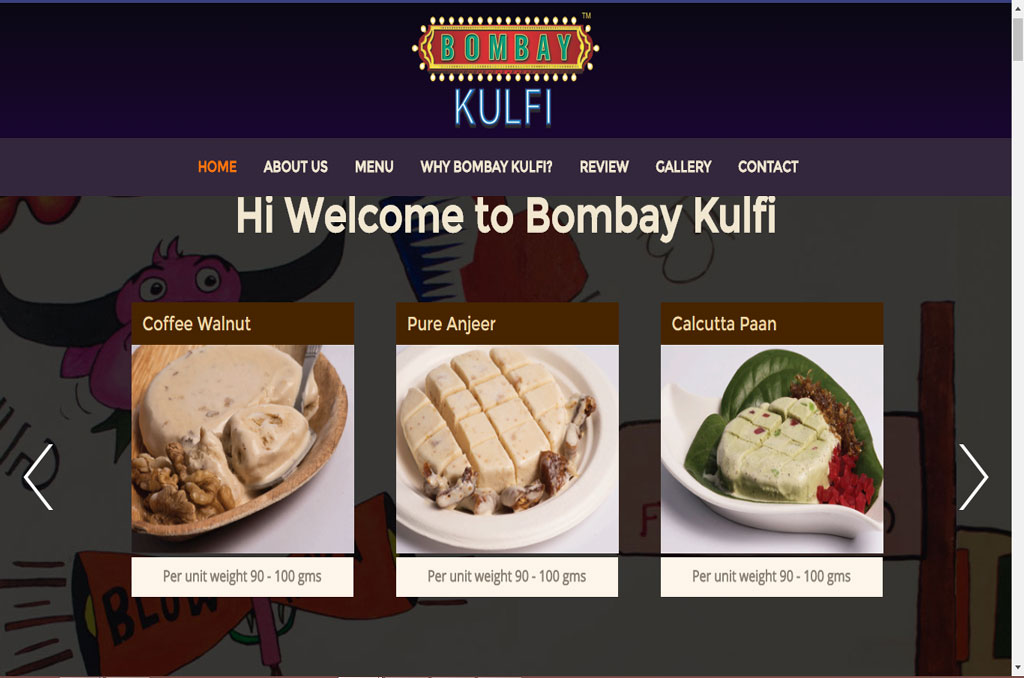 BOMBAY
TM
KULFI
HOME ABOUT US MENU WHY BOMBAY KULFI? REVIEW GALLERY CONTACT
Hi Welcome to Bombay Kulfi
Coffee Walnut
Pure Anjeer
Calcutta Paan
Per unit weight 90 - 100 gms
Per unit weight 90 - 100 gms
Per unit weight 90 - 100 gms
BLOW